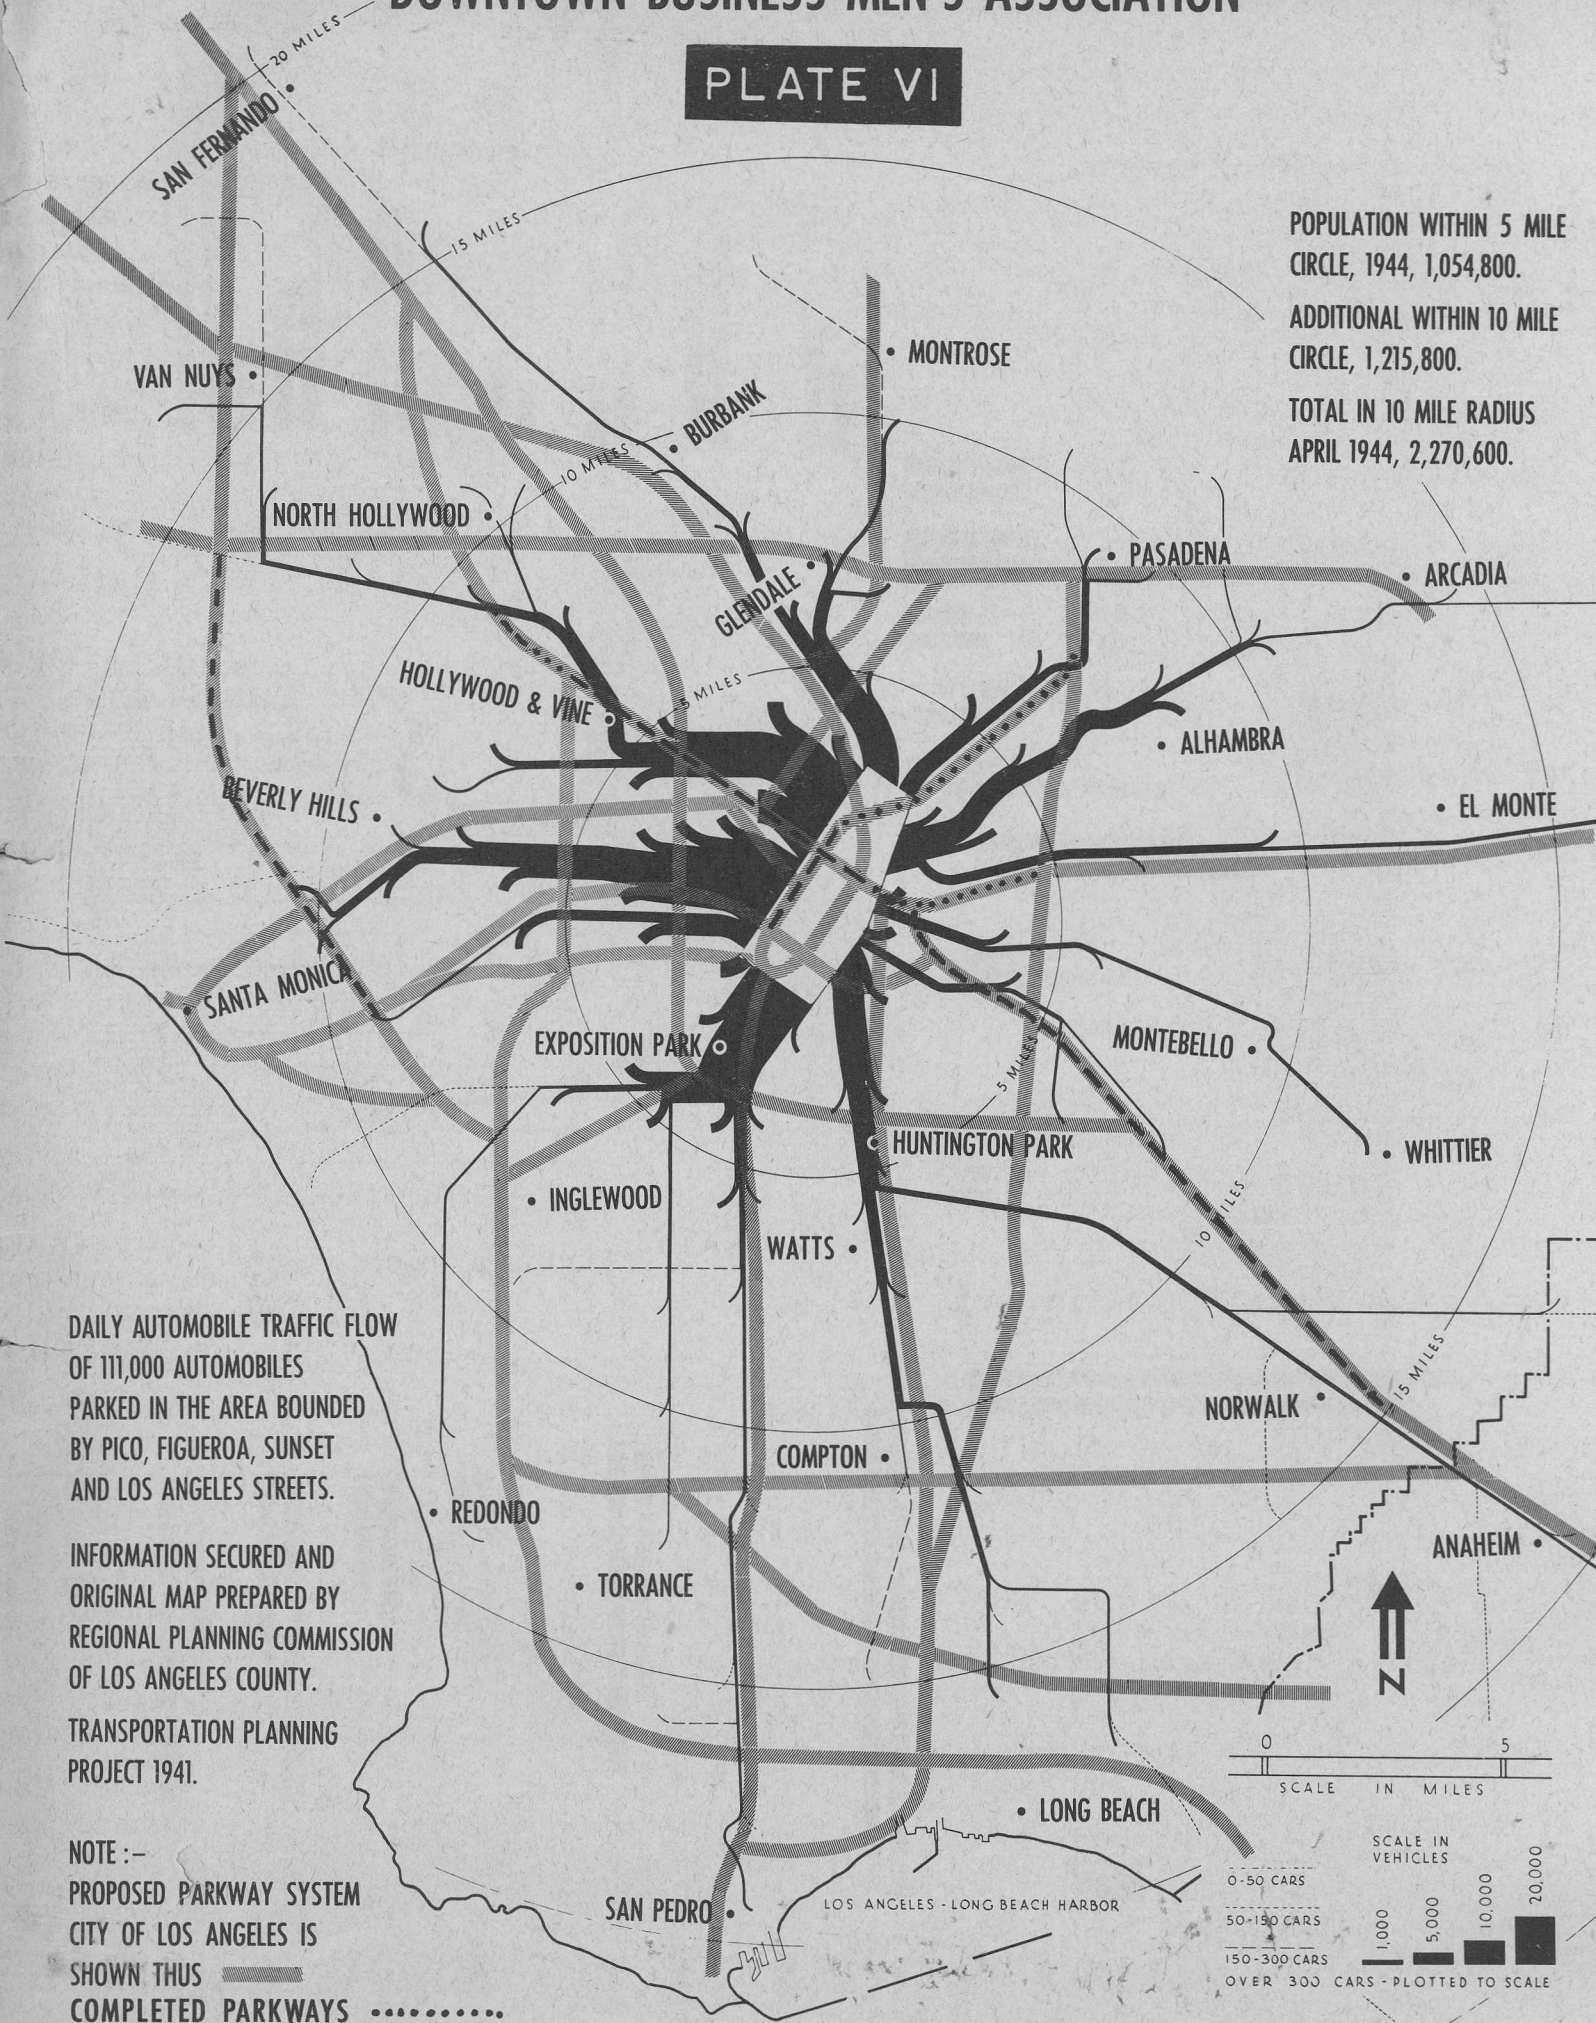 DOWNTOWN BUSINESS MEN'S ASSOCIATION
PLATE VI
20 MILES
SAN FERNANDO
15 MILES
POPULATION WITHIN 5 MILE
CIRCLE, 1944, 1,054,800.
ADDITIONAL WITHIN 10 MILE
CIRCLE, 1,215,800.
TOTAL IN 10 MILE RADIUS
APRIL 1944, 2,270,600.
MONTROSE
VAN NUYS
BURBANK
10 MILES
NORTH HOLLYWOOD
PASADENA
ARCADIA
GLENDALE
HOLLYWOOD & VINE
5 MILES
ALHAMBRA
BEVERLY HILLS
EL MONTE
SANTA MONICA
EXPOSITION PARK
MONTEBELLO
5 MILES
HUNTINGTON PARK
WHITTIER
INGLEWOOD
10 MILES
WATTS
DAILY AUTOMOBILE TRAFFIC FLOW
OF 111,000 AUTOMOBILES
PARKED IN THE AREA BOUNDED
BY PICO, FIGUEROA, SUNSET
AND LOS ANGELES STREETS.
15 MILES
NORWALK
COMPTON
REDONDO
ANAHEIM
INFORMATION SECURED AND
ORIGINAL MAP PREPARED BY
REGIONAL PLANNING COMMISSION
OF LOS ANGELES COUNTY.
TORRANCE
N
TRANSPORTATION PLANNING
PROJECT 1941.
0 5
SCALE IN MILES
LONG BEACH
NOTE :-
PROPOSED PARKWAY SYSTEM
CITY OF LOS ANGELES IS
SHOWN THUS
COMPLETED PARKWAYS
SAN PEDRO
LOS ANGELES - LONG BEACH HARBOR
SCALE IN
VEHICLES
0-50 CARS
50-150 CARS
150-300 CARS
1,000
5,000
10,000
20,000
OVER 300 CARS - PLOTTED TO SCALE